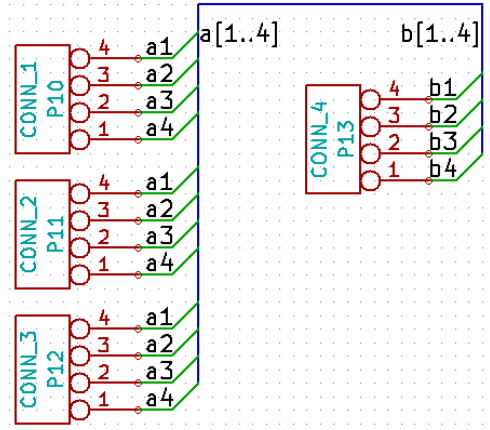 a[1..4]
b[1..4]
CONN_1
P10
4 a1
3 a2
2 a3
1 a4
CONN_4
P13
4 b1
3 b2
2 b3
1 b4
CONN_2
P11
4 a1
3 a2
2 a3
1 a4
CONN_3
P12
4 a1
3 a2
2 a3
1 a4